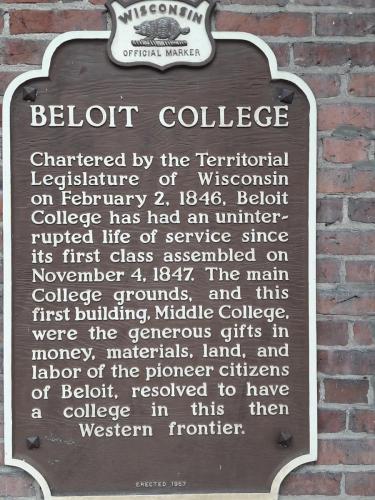 WISCONSIN
OFFICIAL MARKER
BELOIT COLLEGE
Chartered by the Territorial
Legislature of Wisconsin
on February 2, 1846, Beloit
College has had an uninter-
rupted life of service since
its first class assembled on
November 4, 1847. The main
College grounds, and this
first building, Middle College,
were the generous gifts in
money, materials, land, and
labor of the pioneer citizens
of Beloit, resolved to have
a college in this then
Western frontier.
ERECTED 1957